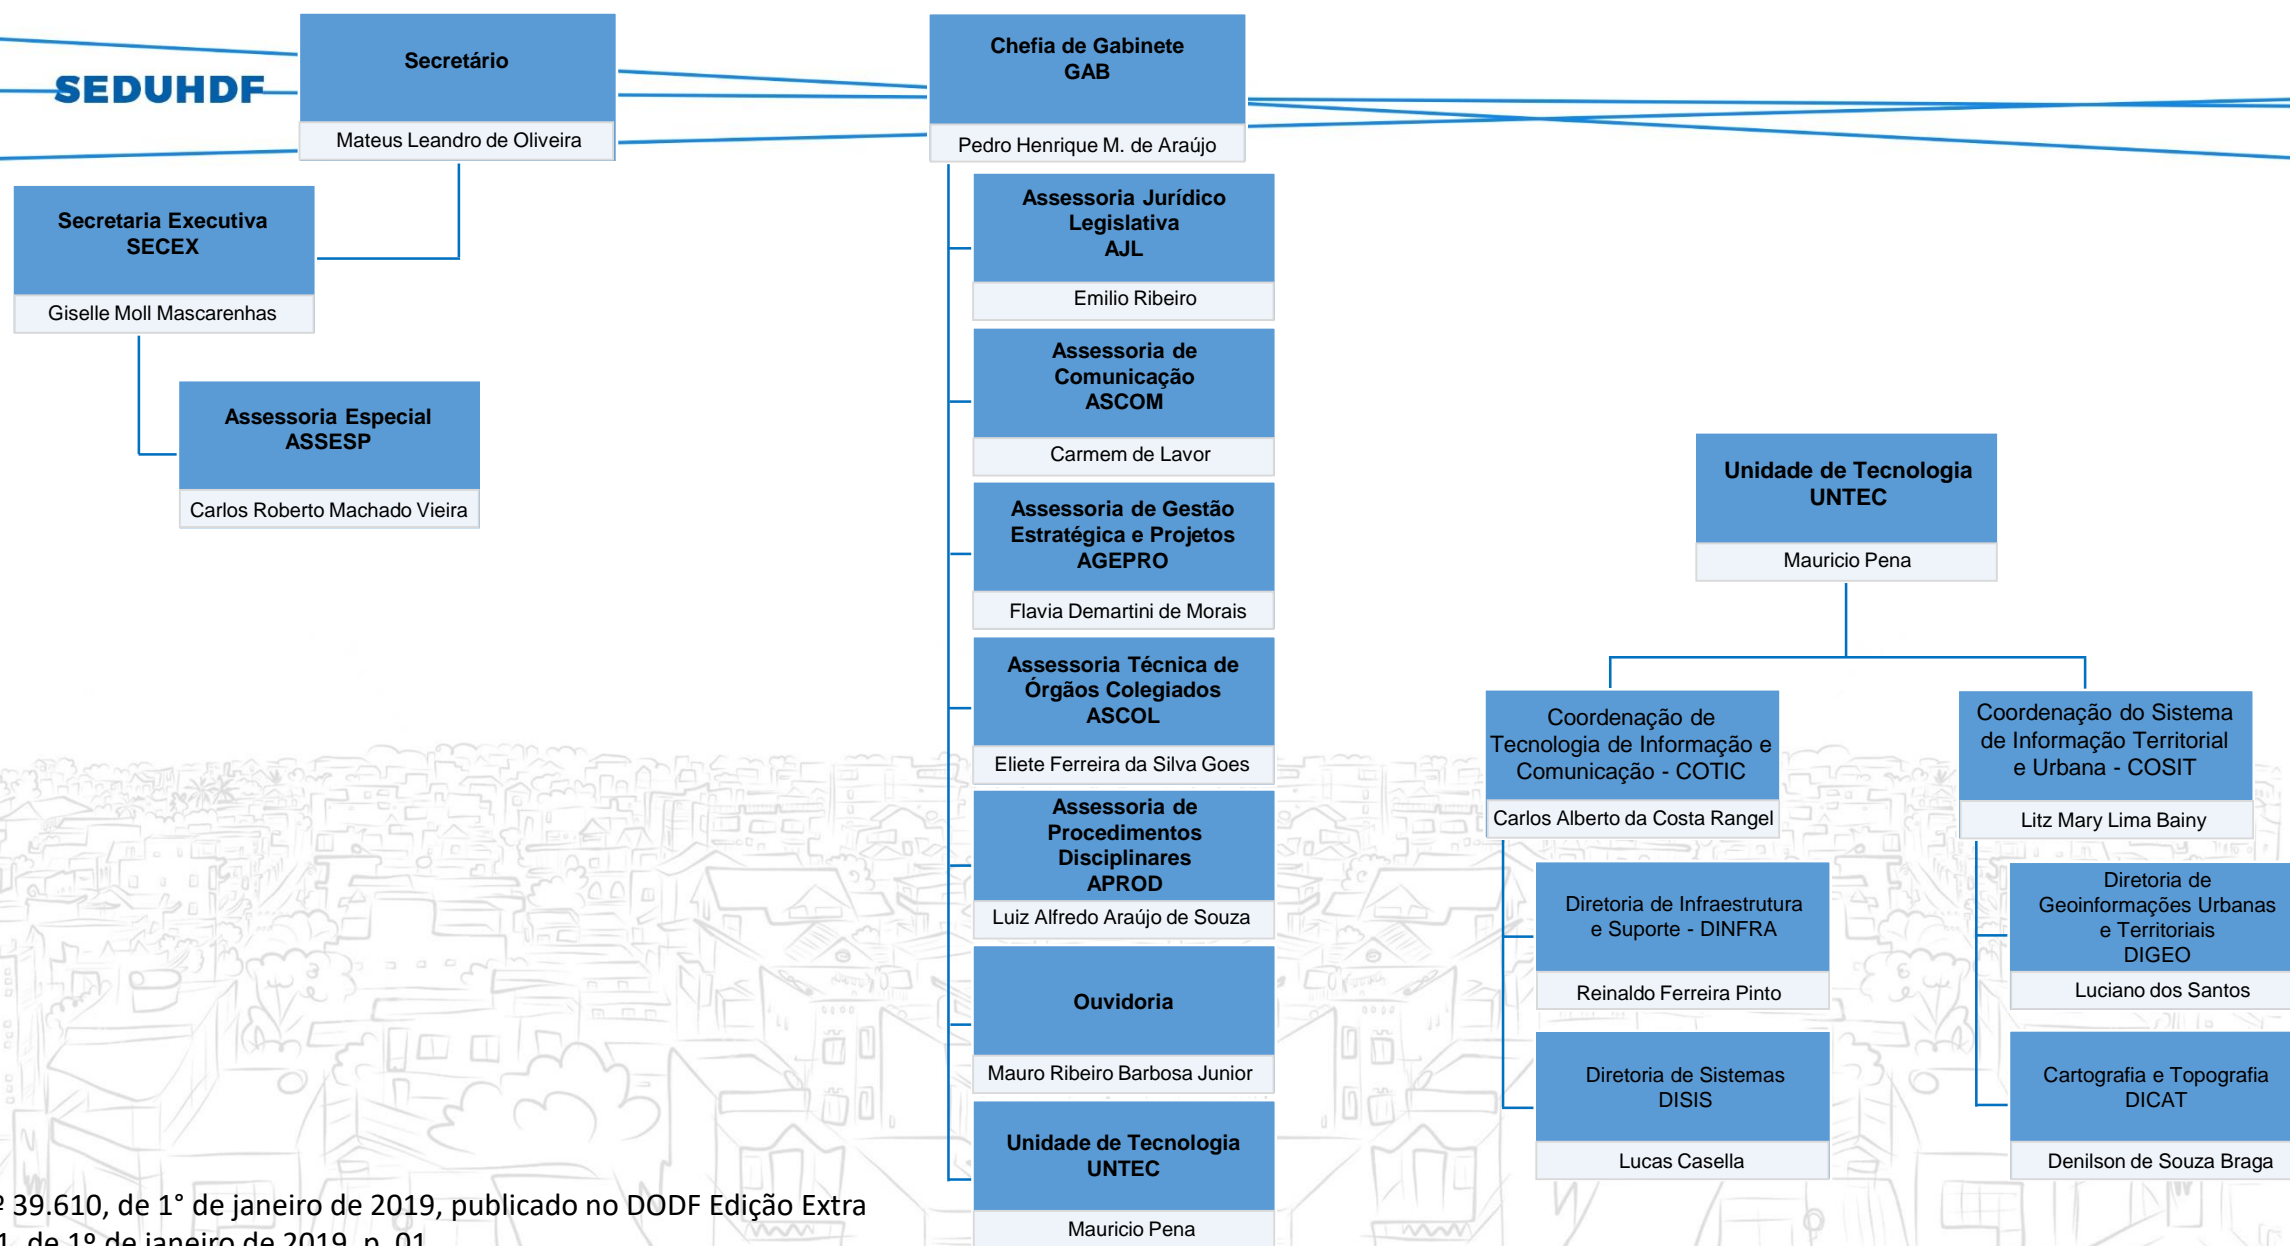 SEDUHDF
Secretário
Mateus Leandro de Oliveira
Secretaria Executiva
SECEX
Giselle Moll Mascarenhas
Assessoria Especial
ASSESP
Carlos Roberto Machado Vieira
Chefia de Gabinete
GAB
Pedro Henrique M. de Araújo
Assessoria Jurídico
Legislativa
AJL
Emilio Ribeiro
Assessoria de
Comunicação
ASCOM
Carmem de Lavor
Assessoria de Gestão
Estratégica e Projetos
AGEPRO
Flavia Demartini de Morais
Assessoria Técnica de
Órgãos Colegiados
ASCOL
Eliete Ferreira da Silva Goes
Assessoria de
Procedimentos
Disciplinares
APROD
Luiz Alfredo Araújo de Souza
Ouvidoria
Mauro Ribeiro Barbosa Junior
Unidade de Tecnologia
UNTEC
Mauricio Pena
Unidade de Tecnologia
UNTEC
Mauricio Pena
Coordenação de
Tecnologia de Informação e
Comunicação - COTIC
Carlos Alberto da Costa Rangel
Diretoria de Infraestrutura
e Suporte - DINFRA
Reinaldo Ferreira Pinto
Diretoria de Sistemas
DISIS
Lucas Casella
Coordenação do Sistema
de Informação Territorial
e Urbana - COSIT
Litz Mary Lima Bainy
Diretoria de
Geoinformações Urbanas
e Territoriais
DIGEO
Luciano dos Santos
Cartografia e Topografia
DICAT
Denilson de Souza Braga
º 39.610, de 1° de janeiro de 2019, publicado no DODF Edição Extra
1, de 1º de janeiro de 2019, p. 01